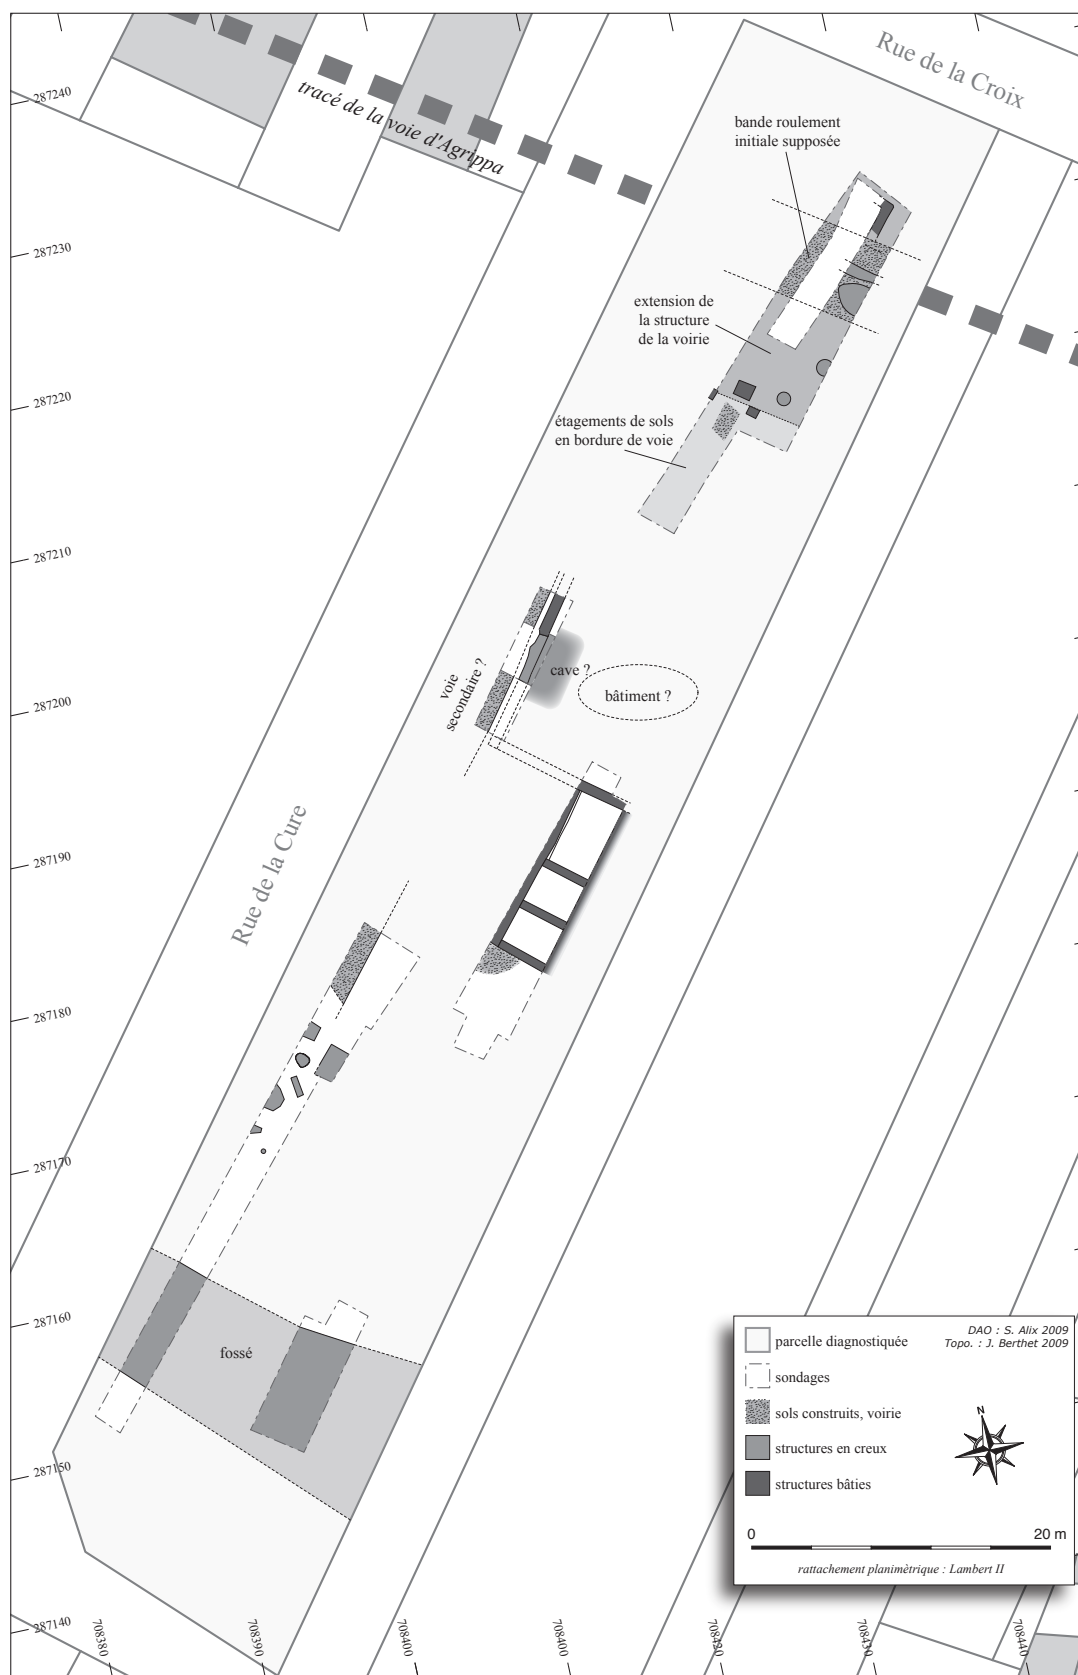 Rue de la Croix
tracé de la voie d'Agrippa
bande roulement
initiale supposée
extension de
la structure
de la voirie
étagements de sols
en bordure de voie
voie
secondaire ?
cave ?
bâtiment ?
Rue de la Cure
fossé
287240
287230
287220
287210
287200
287190
287180
287170
287160
287150
287140
708380
708390
708400
708400
708420
708430
708440
DAO : S. Alix 2009
Topo. : J. Berthet 2009
parcelle diagnostiquée
sondages
sols construits, voirie
structures en creux
structures bâties
N
0
20 m
rattachement planimètrique : Lambert II